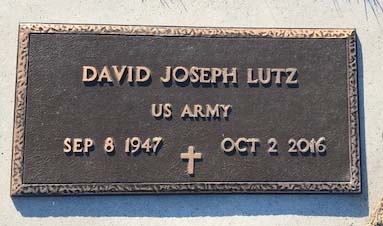 DAVID JOSEPH LUTZ
US ARMY
SEP 8 1947 OCT 2 2016